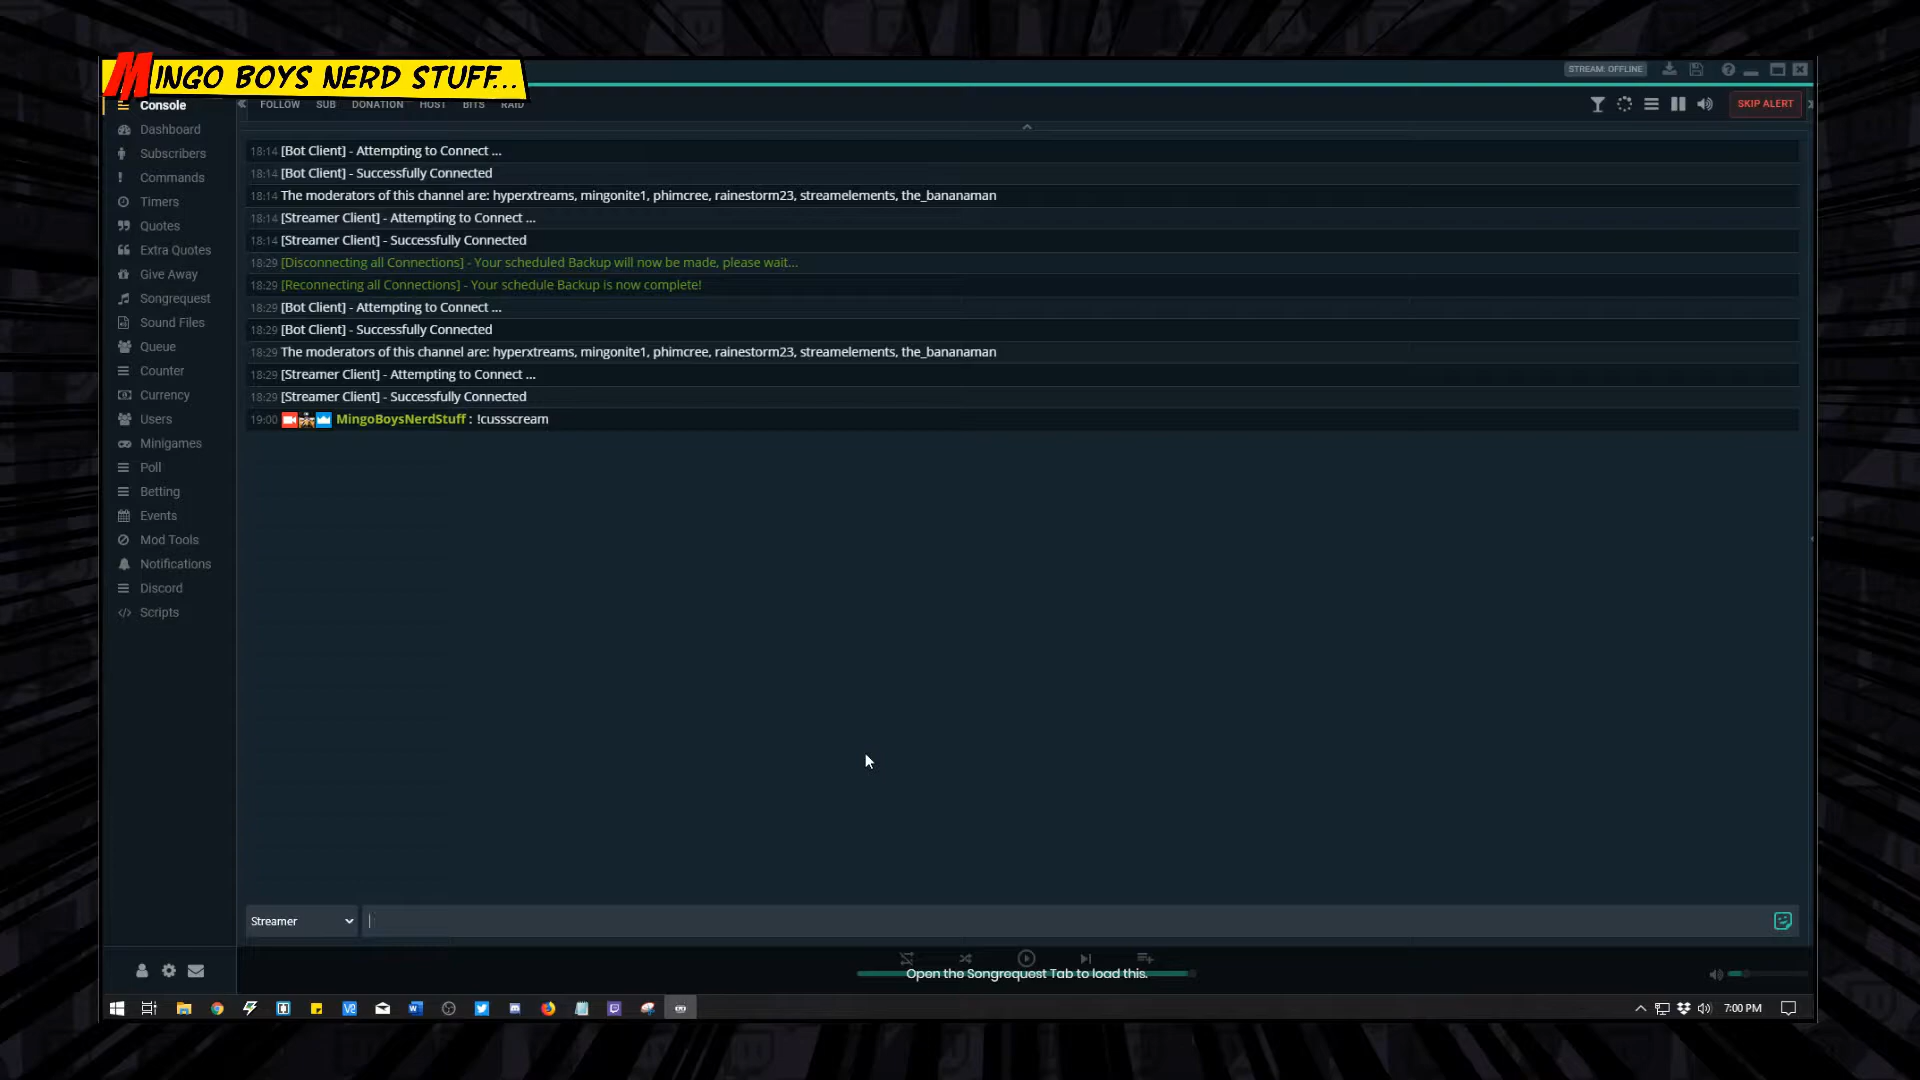 MINGO BOYS NERD STUFF...
STREAM: OFFLINE
Console
FOLLOW SUB DONATION HOST BITS RAID
SKIP ALERT
Dashboard
Subscribers
Commands
Timers
Quotes
Extra Quotes
Give Away
Songrequest
Sound Files
Queue
Counter
Currency
Users
Minigames
Poll
Betting
Events
Mod Tools
Notifications
Discord
Scripts
18:14 [Bot Client] - Attempting to Connect ...
18:14 [Bot Client] - Successfully Connected
18:14 The moderators of this channel are: hyperxtreams, mingonite1, phimcree, rainestorm23, streamelements, the_bananaman
18:14 [Streamer Client] - Attempting to Connect ...
18:14 [Streamer Client] - Successfully Connected
18:29 [Disconnecting all Connections] - Your scheduled Backup will now be made, please wait...
18:29 [Reconnecting all Connections] - Your schedule Backup is now complete!
18:29 [Bot Client] - Attempting to Connect ...
18:29 [Bot Client] - Successfully Connected
18:29 The moderators of this channel are: hyperxtreams, mingonite1, phimcree, rainestorm23, streamelements, the_bananaman
18:29 [Streamer Client] - Attempting to Connect ...
18:29 [Streamer Client] - Successfully Connected
19:00 MingoBoysNerdStuff : !cussscream
Streamer
Open the Songrequest Tab to load this.
7:00 PM